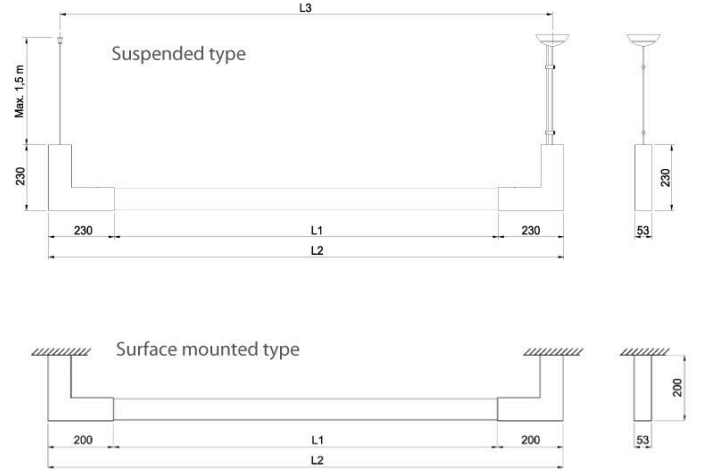 L3
Suspended type
Max. 1,5 m
230
230
230 L1 230 53
L2
Surface mounted type
200
200 L1 200 53
L2